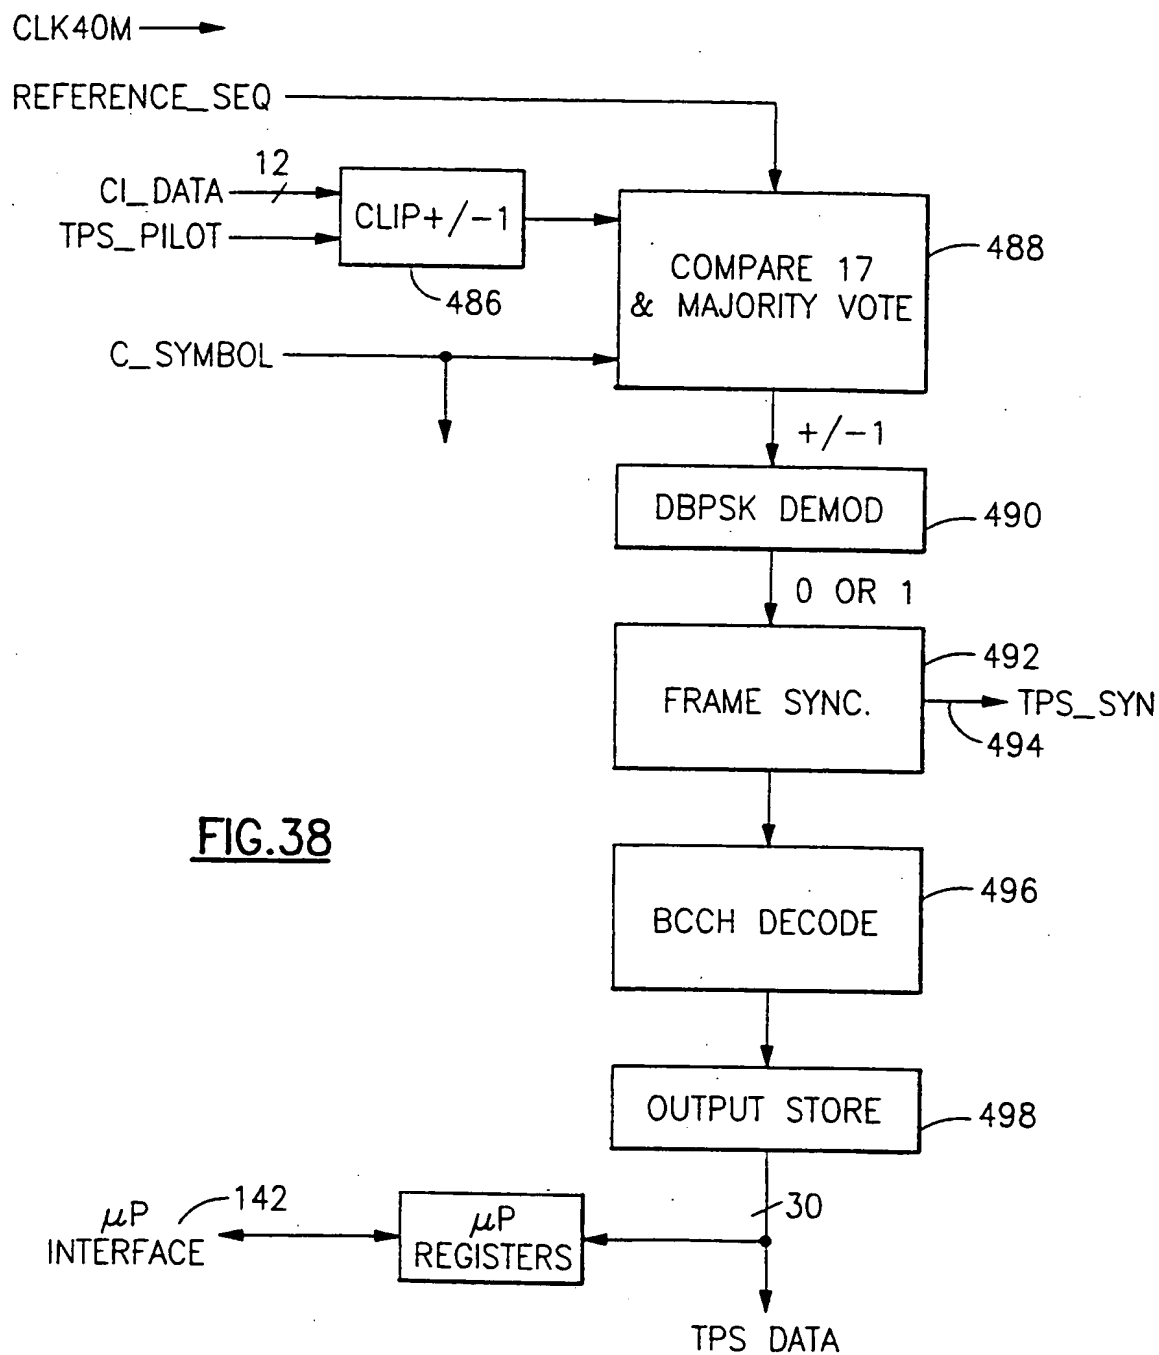 CLK40M
REFERENCE_SEQ
12
CI_DATA
TPS_PILOT
CLIP+/-1
486
COMPARE 17
& MAJORITY VOTE
488
C_SYMBOL
+/-1
DBPSK DEMOD
490
0 OR 1
492
FRAME SYNC.
TPS_SYN
494
FIG.38
BCCH DECODE
496
OUTPUT STORE
498
30
μP
INTERFACE
142
μP
REGISTERS
TPS DATA